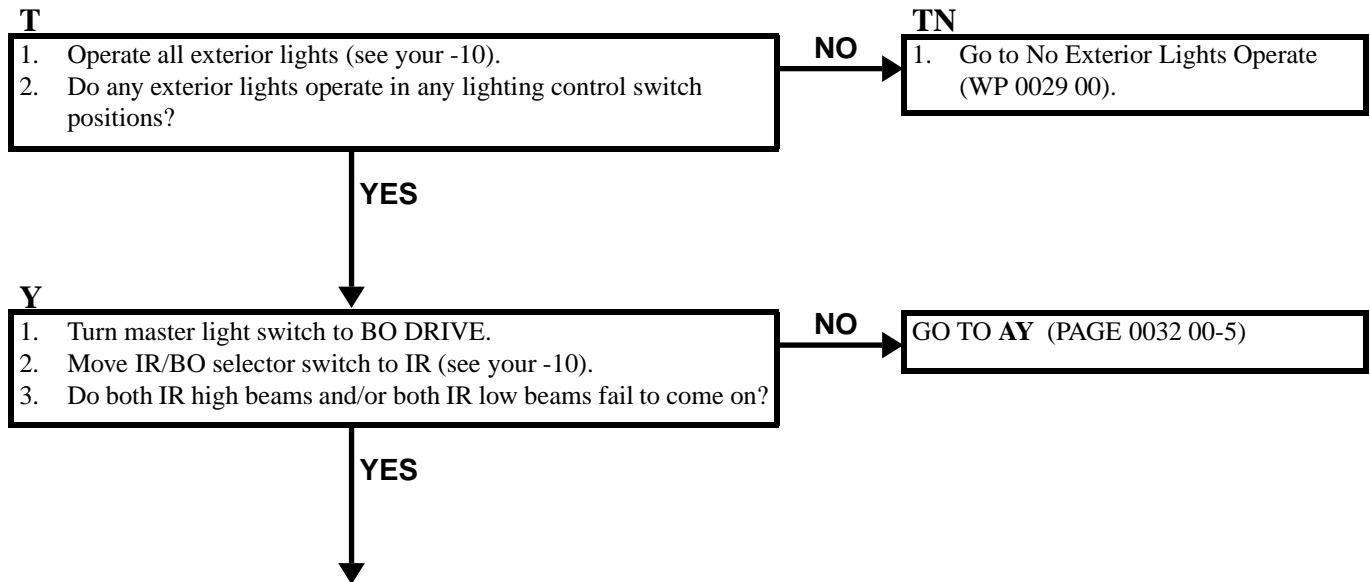 T
1. Operate all exterior lights (see your -10).
2. Do any exterior lights operate in any lighting control switch
positions?
NO
TN
1. Go to No Exterior Lights Operate
(WP 0029 00).
YES
Y
1. Turn master light switch to BO DRIVE.
2. Move IR/BO selector switch to IR (see your -10).
3. Do both IR high beams and/or both IR low beams fail to come on?
NO
GO TO AY (PAGE 0032 00-5)
YES